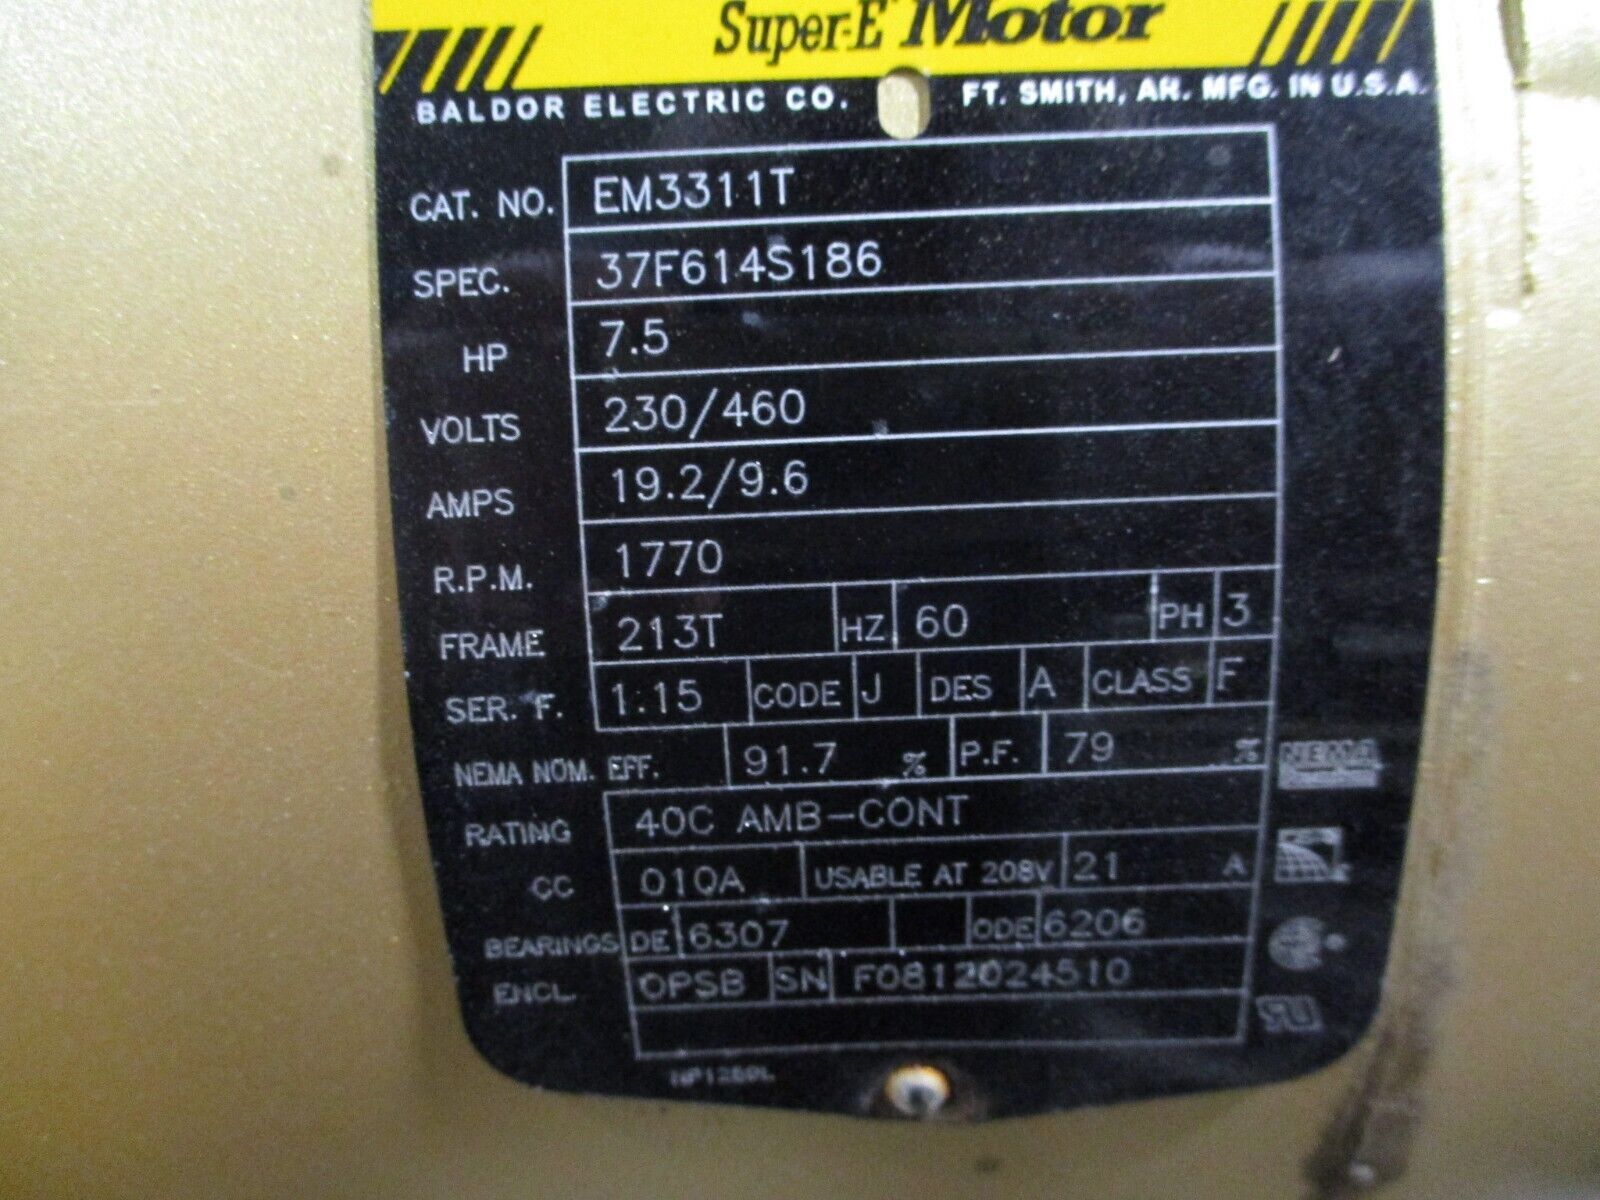 Super-E Motor
BALDOR ELECTRIC CO. FT. SMITH, AR. MFG. IN U.S.A.
CAT. NO. EM3311T
SPEC. 37F614S186
HP 7.5
VOLTS 230/460
AMPS 19.2/9.6
R.P.M. 1770
FRAME 213T HZ 60 PH 3
SER. F. 1.15 CODE J DES A CLASS F
NEMA NOM. EFF. 91.7 % P.F. 79 %
NEMA
RATING 40C AMB-CONT
CC 010A USABLE AT 208V 21 A
BEARINGS DE 6307 ODE 6206
ENCL. OPSB SN F0812024510